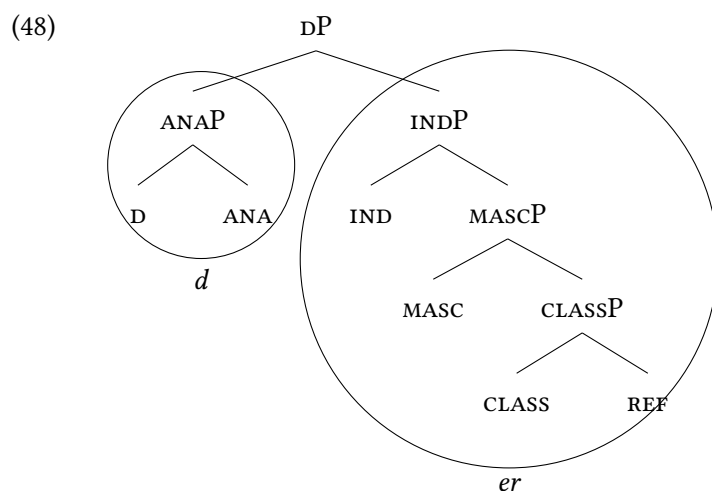 (48) DP
ANAP INDP
D ANA IND MASCP
d
MASC CLASSP
CLASS REF
er